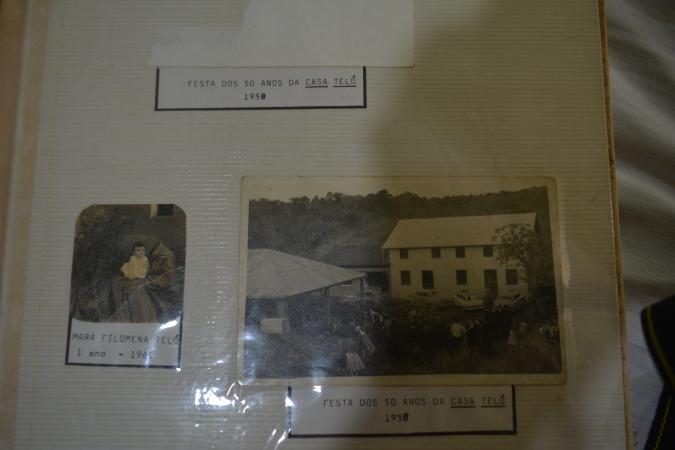 FESTA DOS 50 ANOS DA CASA TELÓ
1958
MARA FILOMENA TELÓ
1 ano - 1960
FESTA DOS 50 ANOS DA CASA TELÓ
1958